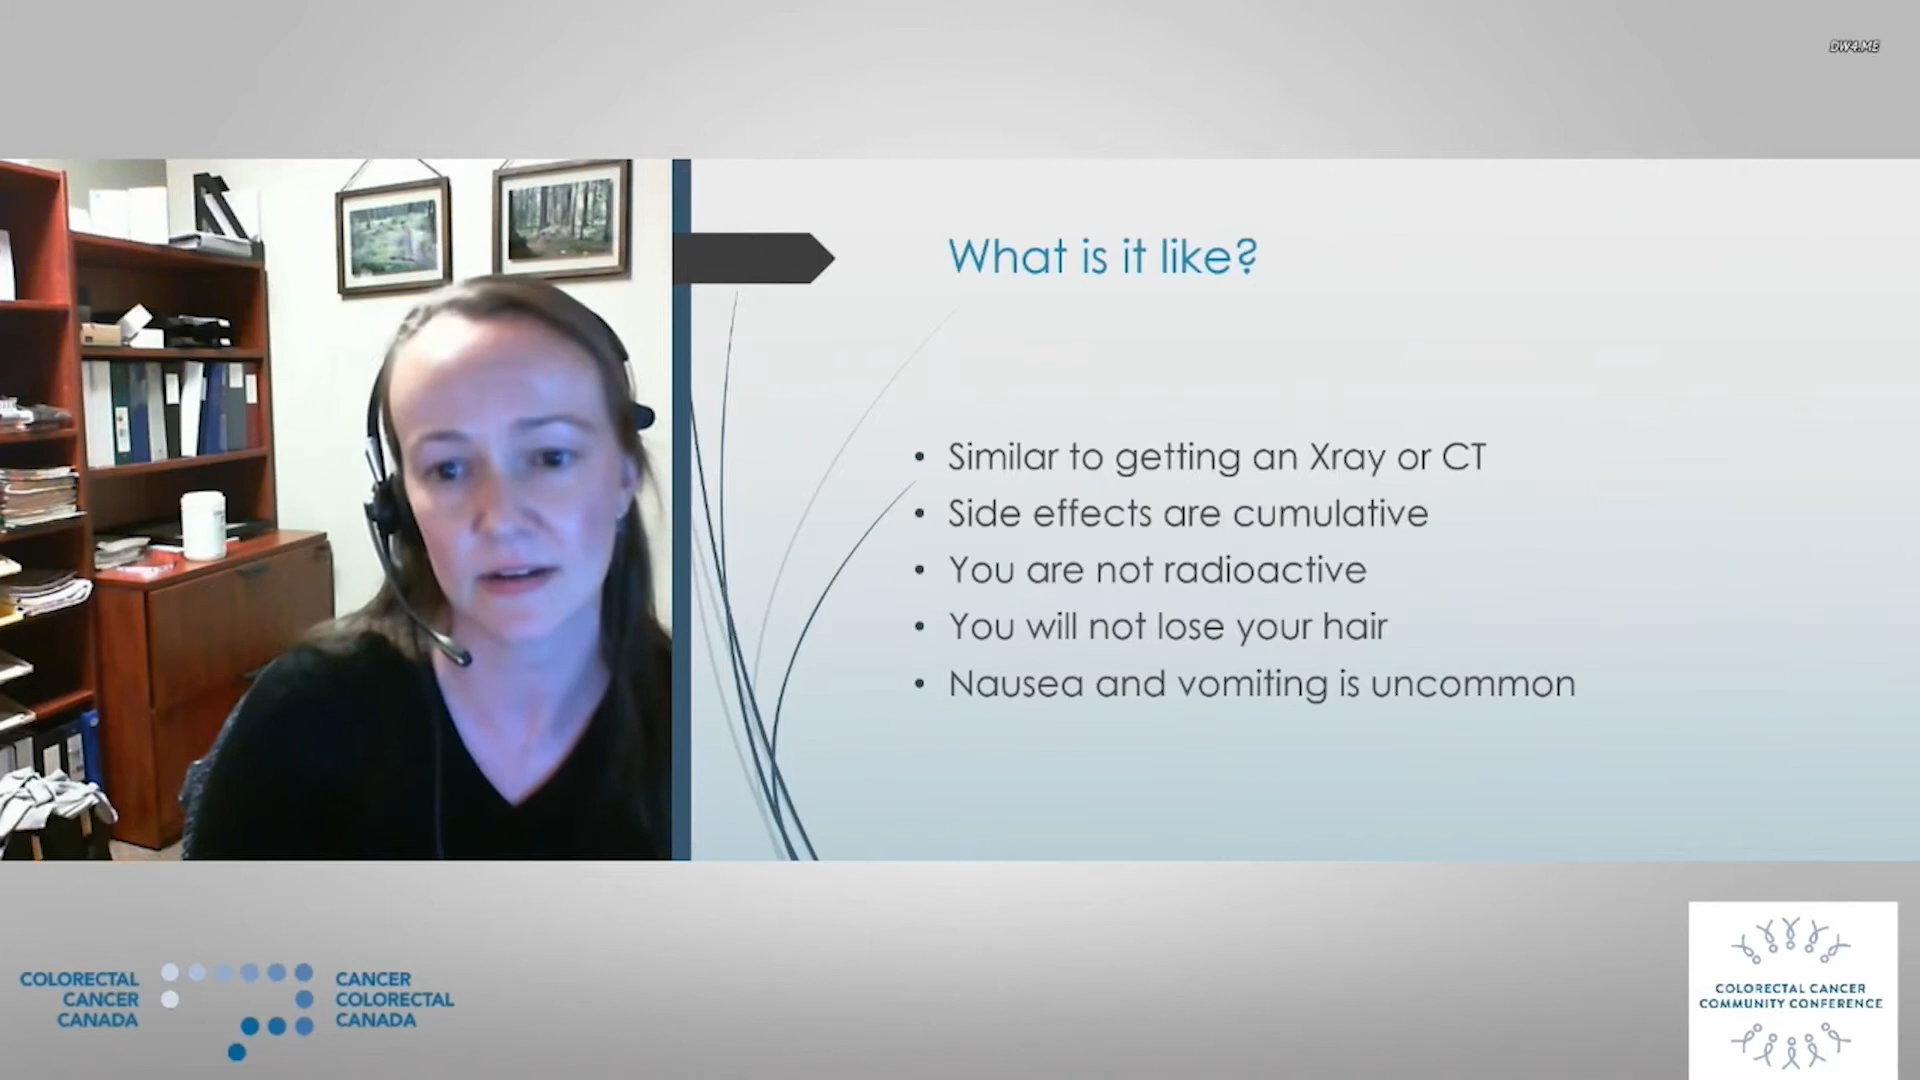 DW4.ME
What is it like?
• Similar to getting an Xray or CT
• Side effects are cumulative
• You are not radioactive
• You will not lose your hair
• Nausea and vomiting is uncommon
COLORECTAL
CANCER
CANADA
CANCER
COLORECTAL
CANADA
COLORECTAL CANCER
COMMUNITY CONFERENCE